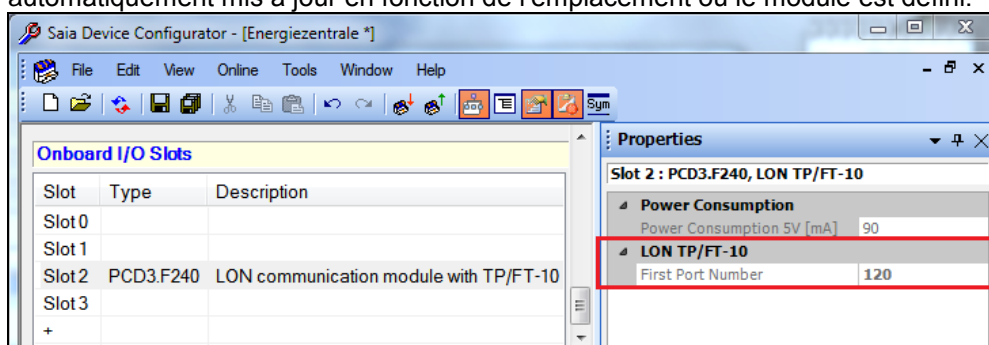 automatiquement mis à jour en fonction de l'emplacement où le module est défini.
Saia Device Configurator - [Energiezentrale *]
File Edit View Online Tools Window Help
Sym
Onboard I/O Slots
Slot Type Description
Slot 0
Slot 1
Slot 2 PCD3.F240 LON communication module with TP/FT-10
Slot 3
+
Properties
Slot 2 : PCD3.F240, LON TP/FT-10
Power Consumption
Power Consumption 5V [mA] 90
LON TP/FT-10
First Port Number 120